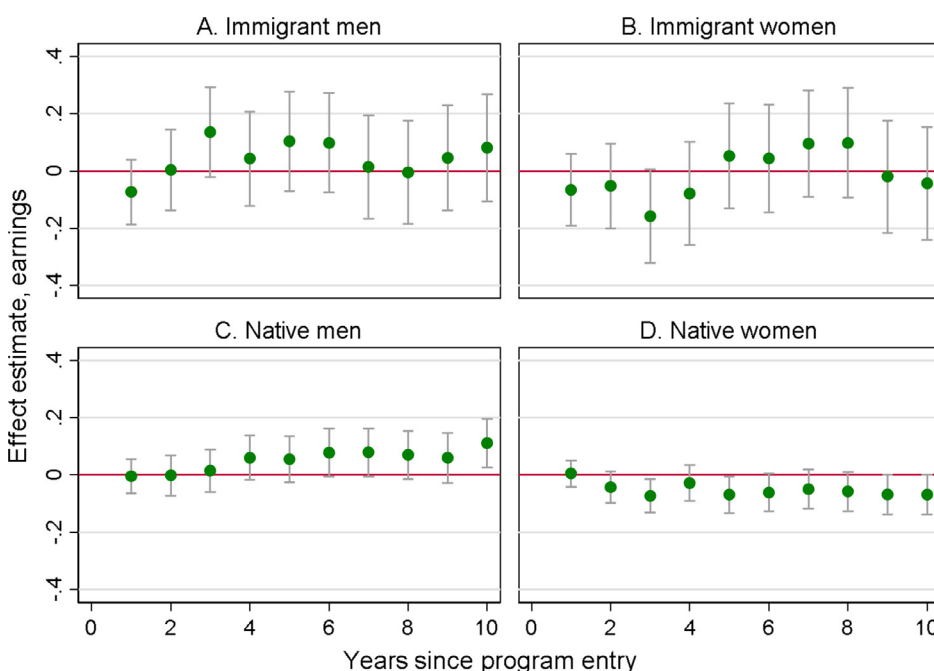 A. Immigrant men
B. Immigrant women
.4
.2
0
-.2
-.4
C. Native men
D. Native women
.4
.2
0
-.2
-.4
0 2 4 6 8 10
0 2 4 6 8 10
Effect estimate, earnings
Years since program entry